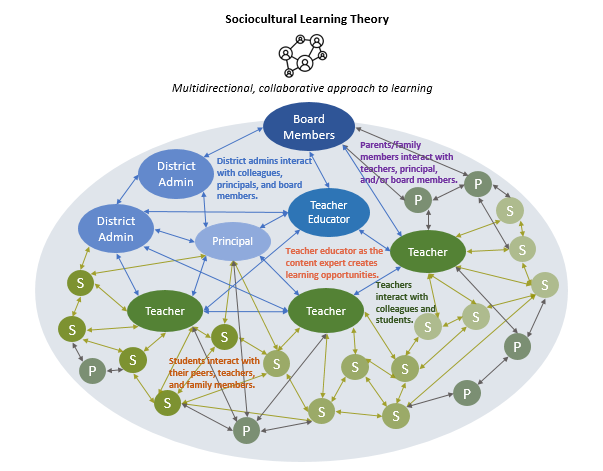 Sociocultural Learning Theory
Multidirectional, collaborative approach to learning
Board
Members
Parents/family
members interact with
teachers, principal,
and/or board members.
District admins interact
with colleagues,
principals, and board
members.
District
Admin
P
P
S
Teacher
Educator
District
Admin
Principal
Teacher
S
Teacher educator as the
content expert creates
learning opportunities.
S
S
Teacher
Teacher
Teachers
interact with
colleagues and
students.
S
S
S
S
P
Students interact with
their peers, teachers,
and family members.
S
S
S
S
P
P
S
S
S
P